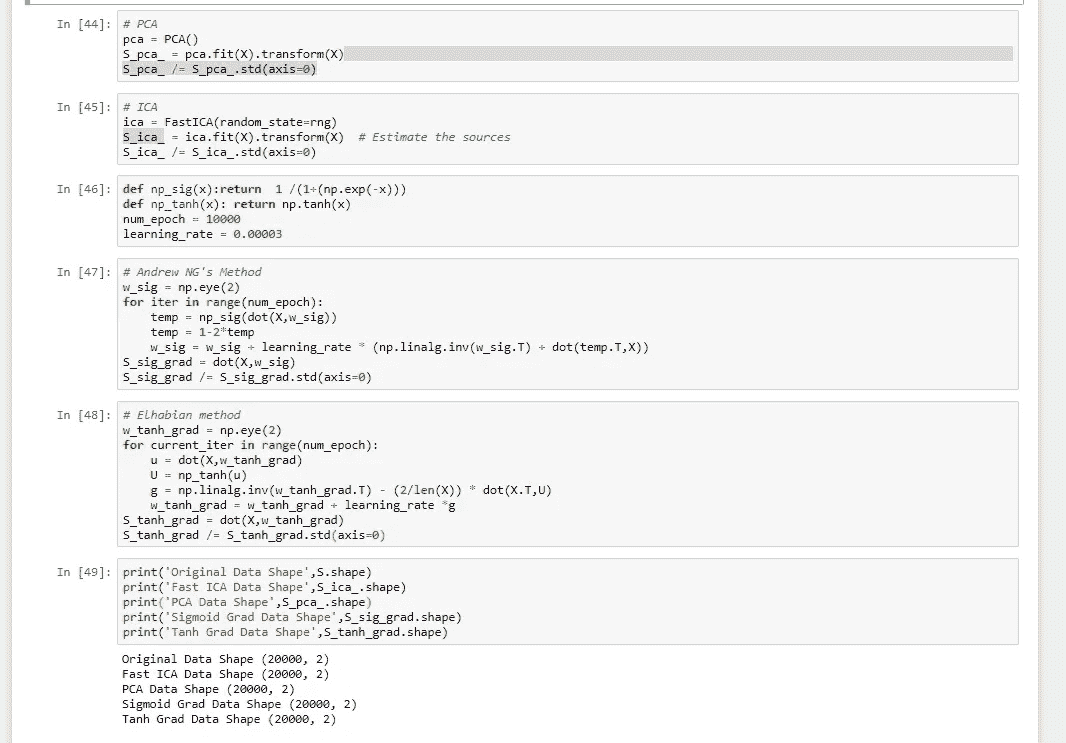 In [44]: # PCA
pca = PCA()
S_pca_ = pca.fit(X).transform(X)
S_pca_ /= S_pca_.std(axis=0)
In [45]: # ICA
ica = FastICA(random_state=rng)
S_ica_ = ica.fit(X).transform(X)  # Estimate the sources
S_ica_ /= S_ica_.std(axis=0)
In [46]: def np_sig(x):return  1 /(1+(np.exp(-x)))
def np_tanh(x): return np.tanh(x)
num_epoch = 10000
learning_rate = 0.00003
In [47]: # Andrew NG's Method
w_sig = np.eye(2)
for iter in range(num_epoch):
    temp = np_sig(dot(X,w_sig))
    temp = 1-2*temp
    w_sig = w_sig + learning_rate * (np.linalg.inv(w_sig.T) + dot(temp.T,X))
S_sig_grad = dot(X,w_sig)
S_sig_grad /= S_sig_grad.std(axis=0)
In [48]: # Elhabian method
w_tanh_grad = np.eye(2)
for current_iter in range(num_epoch):
    u = dot(X,w_tanh_grad)
    U = np_tanh(u)
    g = np.linalg.inv(w_tanh_grad.T) - (2/len(X)) * dot(X.T,U)
    w_tanh_grad = w_tanh_grad + learning_rate *g
S_tanh_grad = dot(X,w_tanh_grad)
S_tanh_grad /= S_tanh_grad.std(axis=0)
In [49]: print('Original Data Shape',S.shape)
print('Fast ICA Data Shape',S_ica_.shape)
print('PCA Data Shape',S_pca_.shape)
print('Sigmoid Grad Data Shape',S_sig_grad.shape)
print('Tanh Grad Data Shape',S_tanh_grad.shape)
Original Data Shape (20000, 2)
Fast ICA Data Shape (20000, 2)
PCA Data Shape (20000, 2)
Sigmoid Grad Data Shape (20000, 2)
Tanh Grad Data Shape (20000, 2)